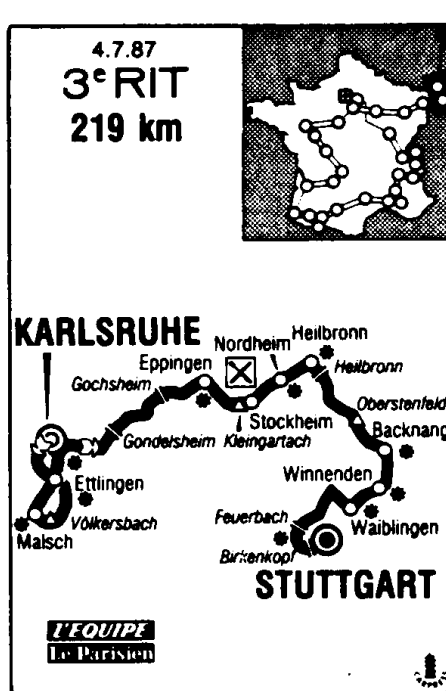 4.7.87
3e RIT
219 km
KARLSRUHE
Nordheim
Heilbronn
Eppingen
Heilbronn
Gochsheim
Oberstenfeld
Stockheim
Backnang
Gondelsheim
Kleingartach
Ettlingen
Winnenden
Völkersbach
Feuerbach
Waiblingen
Malsch
Birkenkopf
STUTTGART
L'EQUIPE
Le Parisien